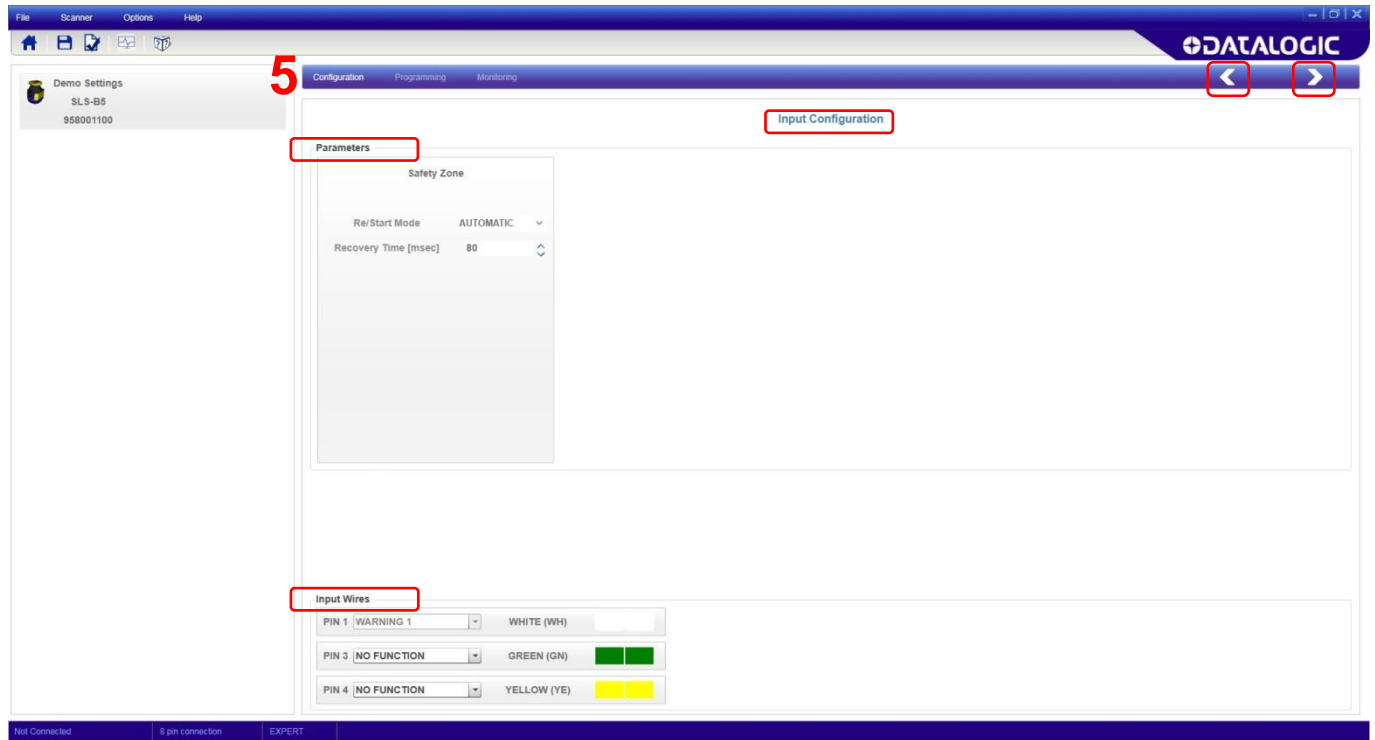 File Scanner Options Help
DATALOGIC
Demo Settings
SLS-B5
958001100
5
Configuration Programming Monitoring
Input Configuration
Parameters
Safety Zone
Re/Start Mode AUTOMATIC
Recovery Time [msec] 80
Input Wires
PIN 1 WARNING 1 WHITE (WH)
PIN 3 NO FUNCTION GREEN (GN)
PIN 4 NO FUNCTION YELLOW (YE)
Not Connected 8 pin connection EXPERT